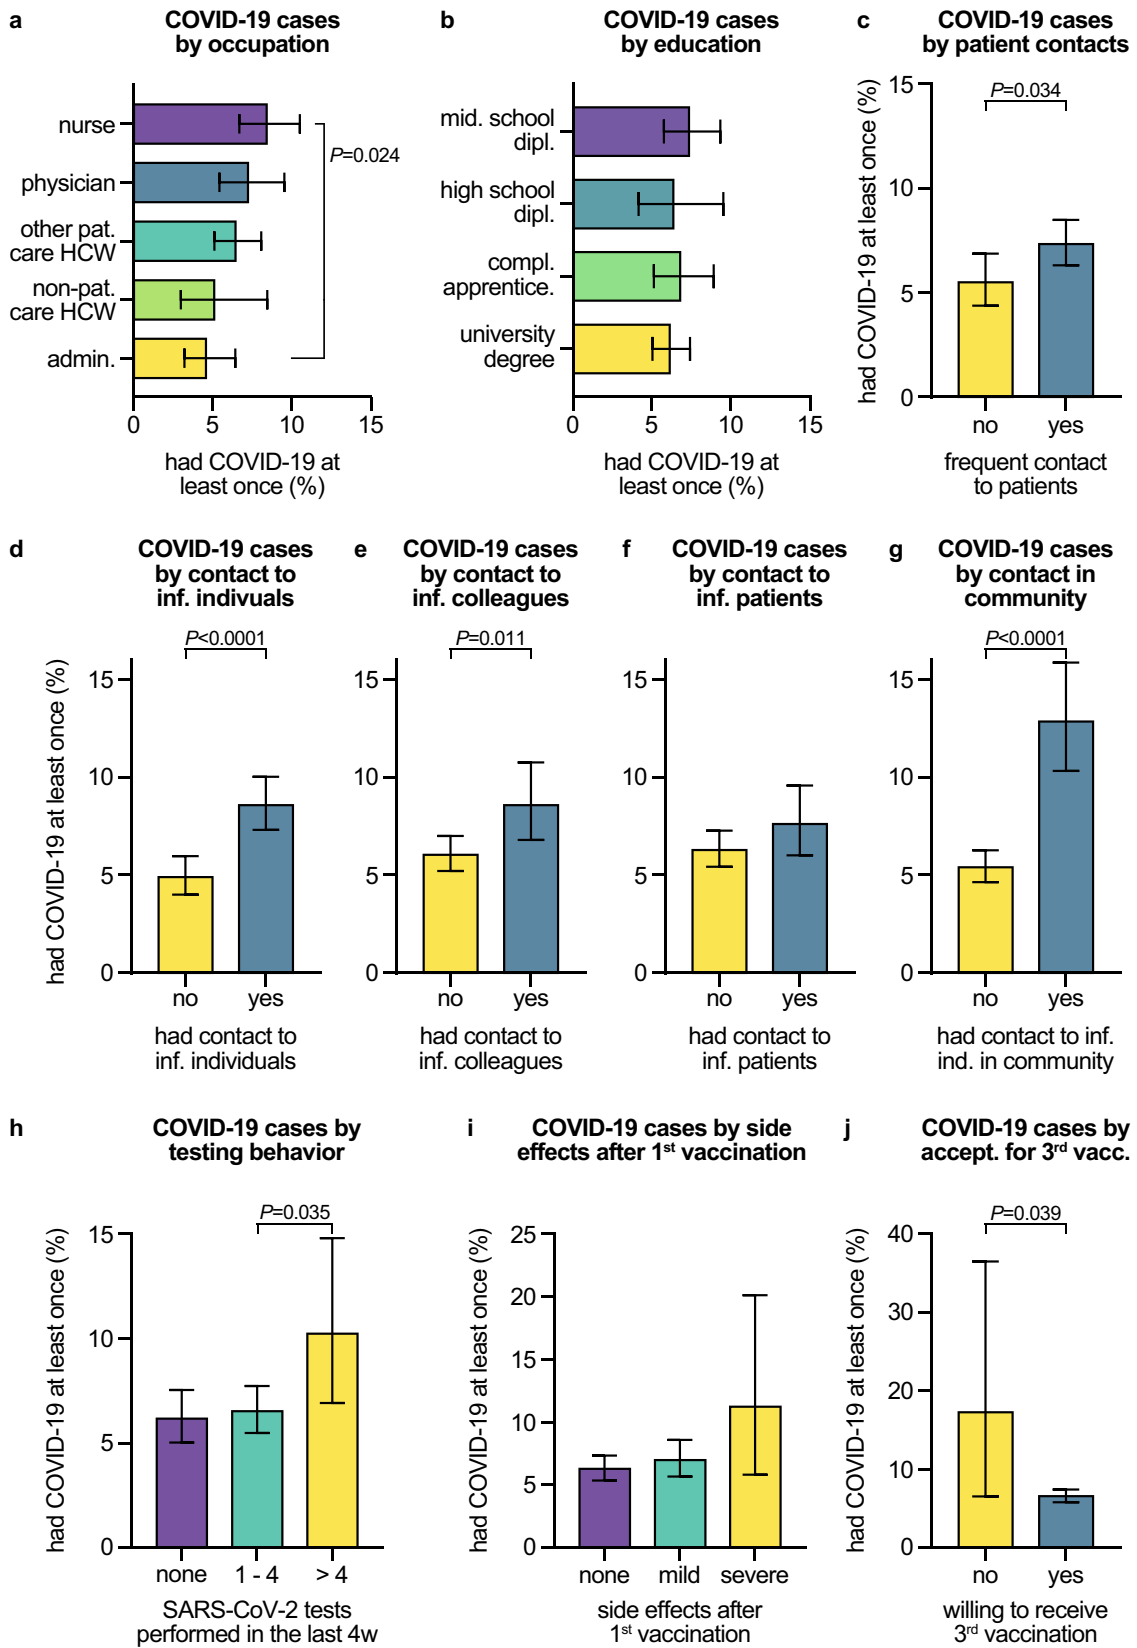 a
COVID-19 cases
by occupation
nurse
physician
other pat.
care HCW
non-pat.
care HCW
admin.
P=0.024
0 5 10 15
had COVID-19 at
least once (%)
b
COVID-19 cases
by education
mid. school
dipl.
high school
dipl.
compl.
apprentice.
university
degree
0 5 10 15
had COVID-19 at
least once (%)
c
COVID-19 cases
by patient contacts
had COVID-19 at least once (%)
15
10
5
0
P=0.034
no yes
frequent contact
to patients
d
COVID-19 cases
by contact to
inf. indivuals
had COVID-19 at least once (%)
P<0.0001
15
10
5
0
no yes
had contact to
inf. individuals
e
COVID-19 cases
by contact to
inf. colleagues
P=0.011
15
10
5
0
no yes
had contact to
inf. colleagues
f
COVID-19 cases
by contact to
inf. patients
15
10
5
0
no yes
had contact to
inf. patients
g
COVID-19 cases
by contact in
community
P<0.0001
15
10
5
0
no yes
had contact to inf.
ind. in community
h
COVID-19 cases by
testing behavior
had COVID-19 at least once (%)
P=0.035
15
10
5
0
none 1 - 4 > 4
SARS-CoV-2 tests
performed in the last 4w
i
COVID-19 cases by side
effects after 1st vaccination
had COVID-19 at least once (%)
25
20
15
10
5
0
none mild severe
side effects after
1st vaccination
j
COVID-19 cases by
accept. for 3rd vacc.
had COVID-19 at least once (%)
P=0.039
40
30
20
10
0
no yes
willing to receive
3rd vaccination